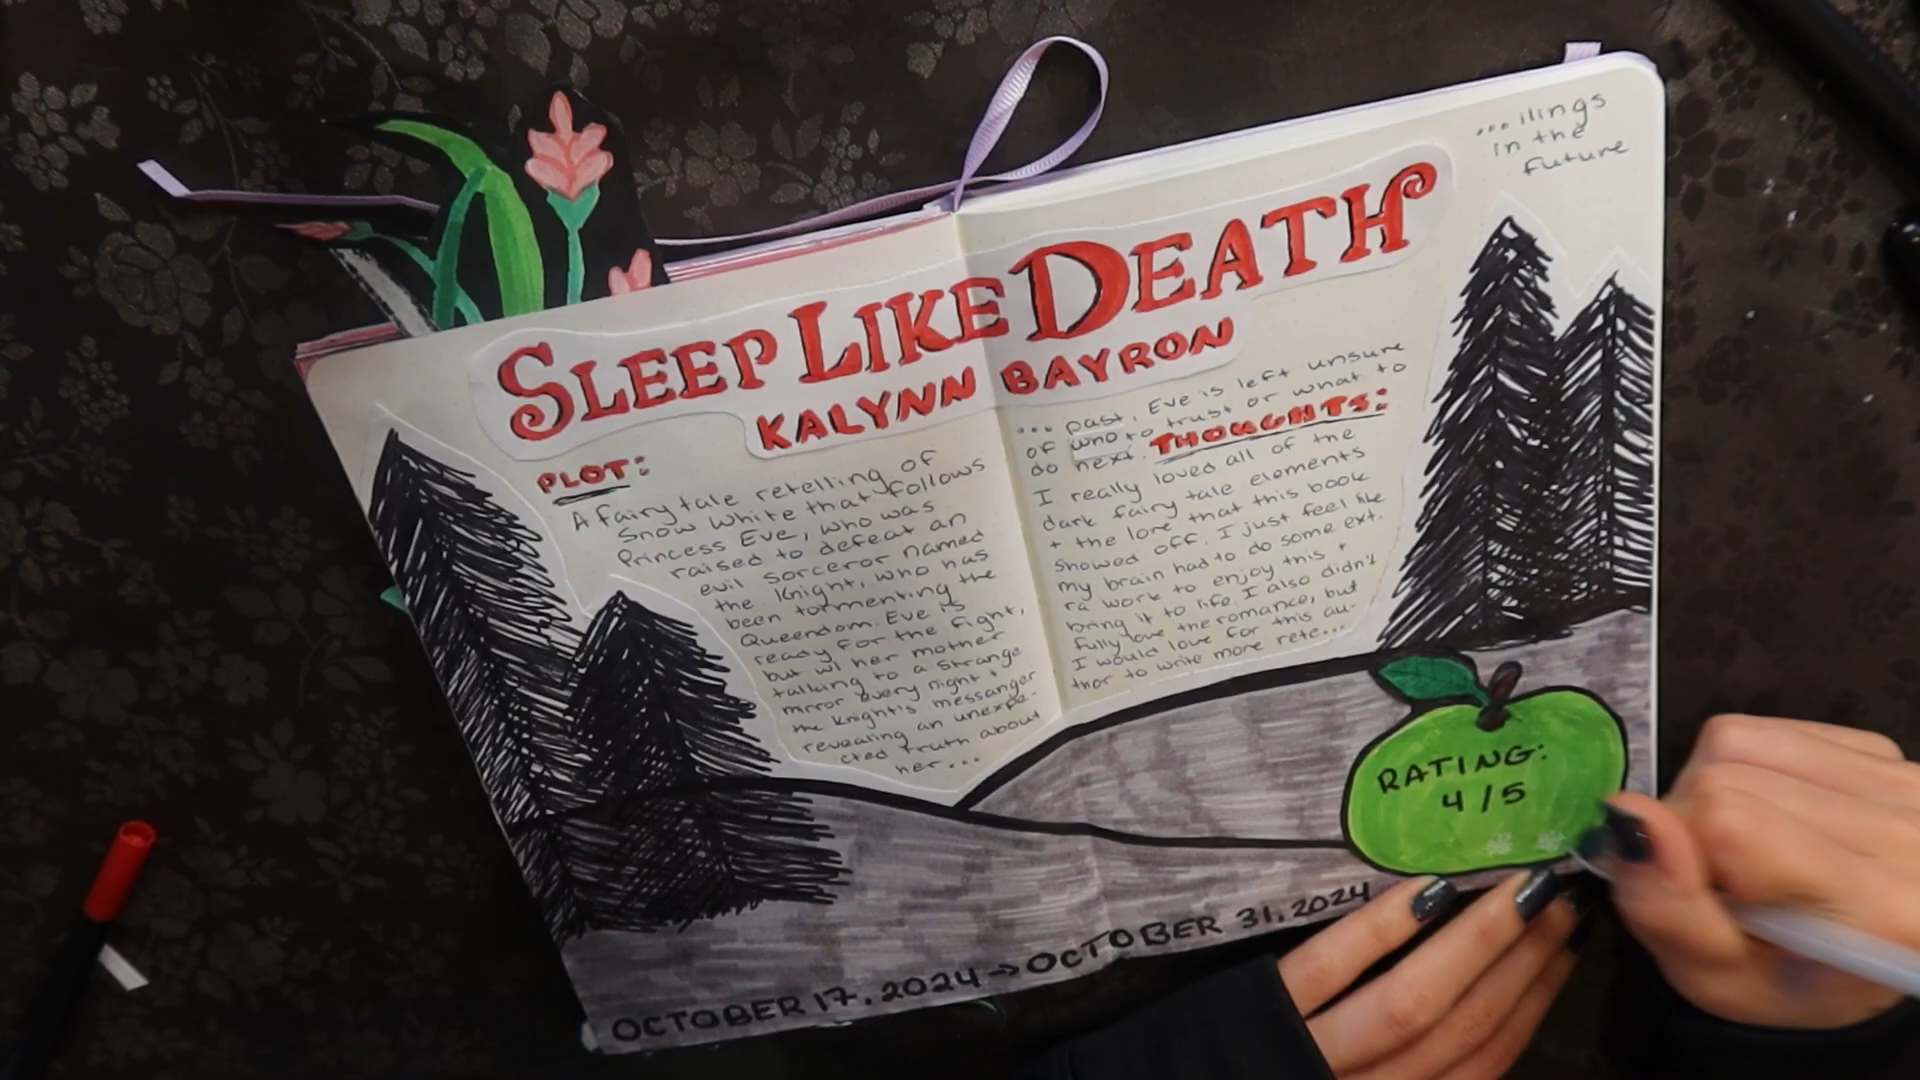 SLEEP LIKE DEATH
KALYNN BAYRON
PLOT:
A fairy tale retelling of
Snow White that follows
Princess Eve, who was
raised to defeat an
evil sorceror named
the Knight, who has
been tormenting the
Queendom. Eve is
ready for the fight,
but w/ her mother
talking to a strange
mirror every night +
the knight's messanger
revealing an unexpe-
cted truth about
her...
... past, Eve is left unsure
of who to trust or what to
do next.
THOUGHTS:
I really loved all of the
dark fairy tale elements
+ the lore that this book
showed off. I just feel like
my brain had to do some ext-
ra work to enjoy this +
bring it to life. I also didn't
fully love the romance, but
I would love for this au-
thor to write more rete...
...llings
in the
future
RATING:
4/5
OCTOBER 17, 2024 → OCTOBER 31, 2024